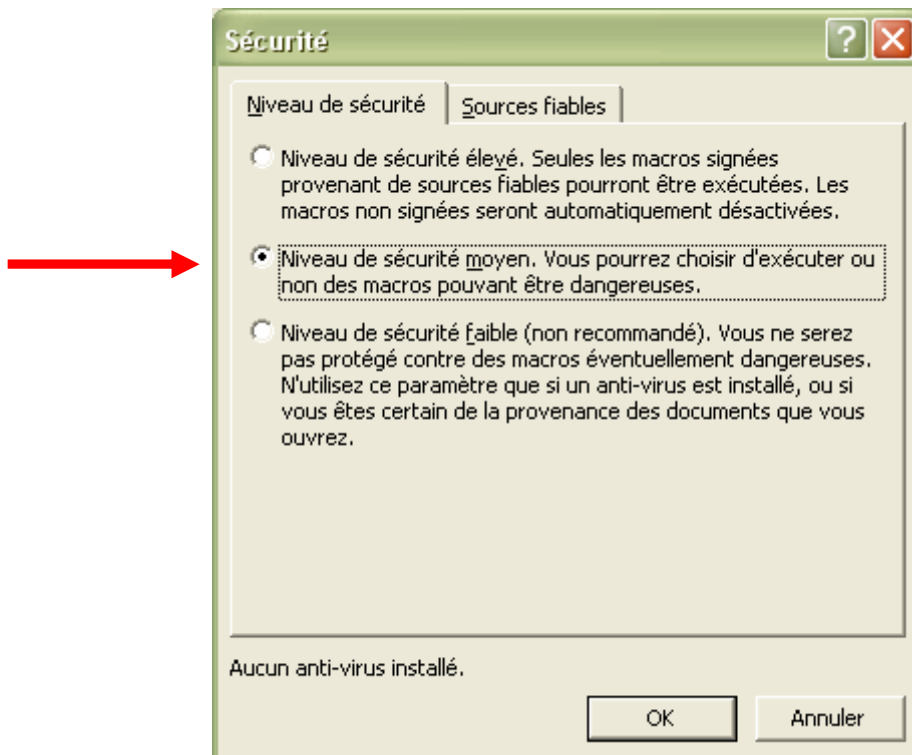 Sécurité
Niveau de sécurité
Sources fiables
Niveau de sécurité élevé. Seules les macros signées
provenant de sources fiables pourront être exécutées. Les
macros non signées seront automatiquement désactivées.
Niveau de sécurité moyen. Vous pourrez choisir d'exécuter ou
non des macros pouvant être dangereuses.
Niveau de sécurité faible (non recommandé). Vous ne serez
pas protégé contre des macros éventuellement dangereuses.
N'utilisez ce paramètre que si un anti-virus est installé, ou si
vous êtes certain de la provenance des documents que vous
ouvrez.
Aucun anti-virus installé.
OK
Annuler